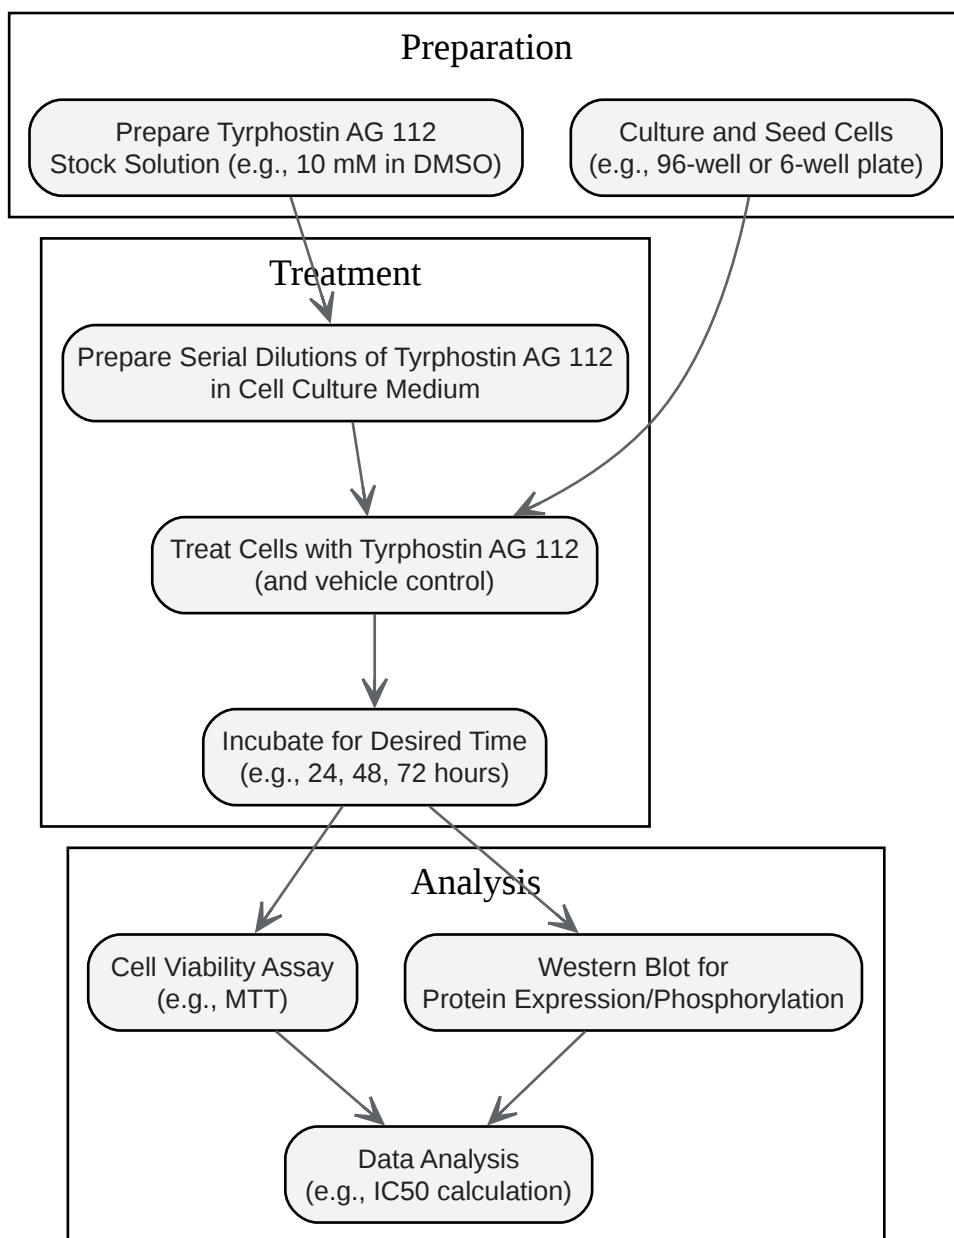 Preparation
Prepare Tyrphostin AG 112
Stock Solution (e.g., 10 mM in DMSO)
Culture and Seed Cells
(e.g., 96-well or 6-well plate)
Treatment
Prepare Serial Dilutions of Tyrphostin AG 112
in Cell Culture Medium
Treat Cells with Tyrphostin AG 112
(and vehicle control)
Incubate for Desired Time
(e.g., 24, 48, 72 hours)
Analysis
Cell Viability Assay
(e.g., MTT)
Western Blot for
Protein Expression/Phosphorylation
Data Analysis
(e.g., IC50 calculation)